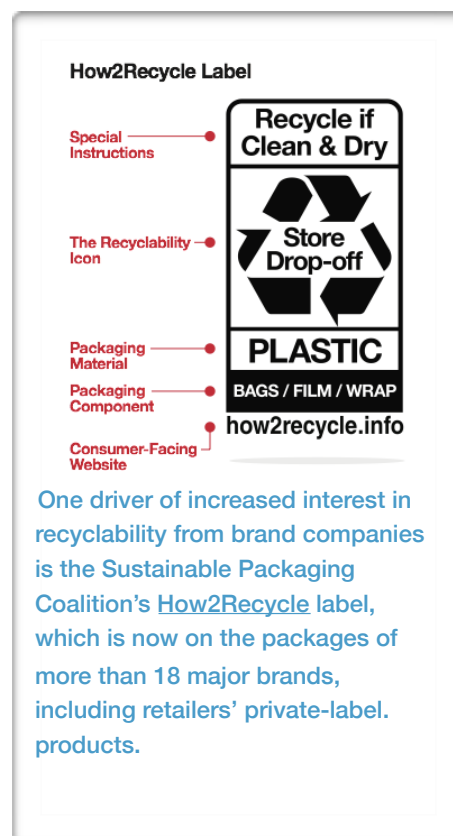 How2Recycle Label
Special
Instructions
Recycle if
Clean & Dry
The Recyclability
Icon
Store
Drop-off
Packaging
Material
PLASTIC
Packaging
Component
BAGS / FILM / WRAP
how2recycle.info
Consumer-Facing
Website
One driver of increased interest in
recyclability from brand companies
is the Sustainable Packaging
Coalition’s How2Recycle label,
which is now on the packages of
more than 18 major brands,
including retailers’ private-label.
products.